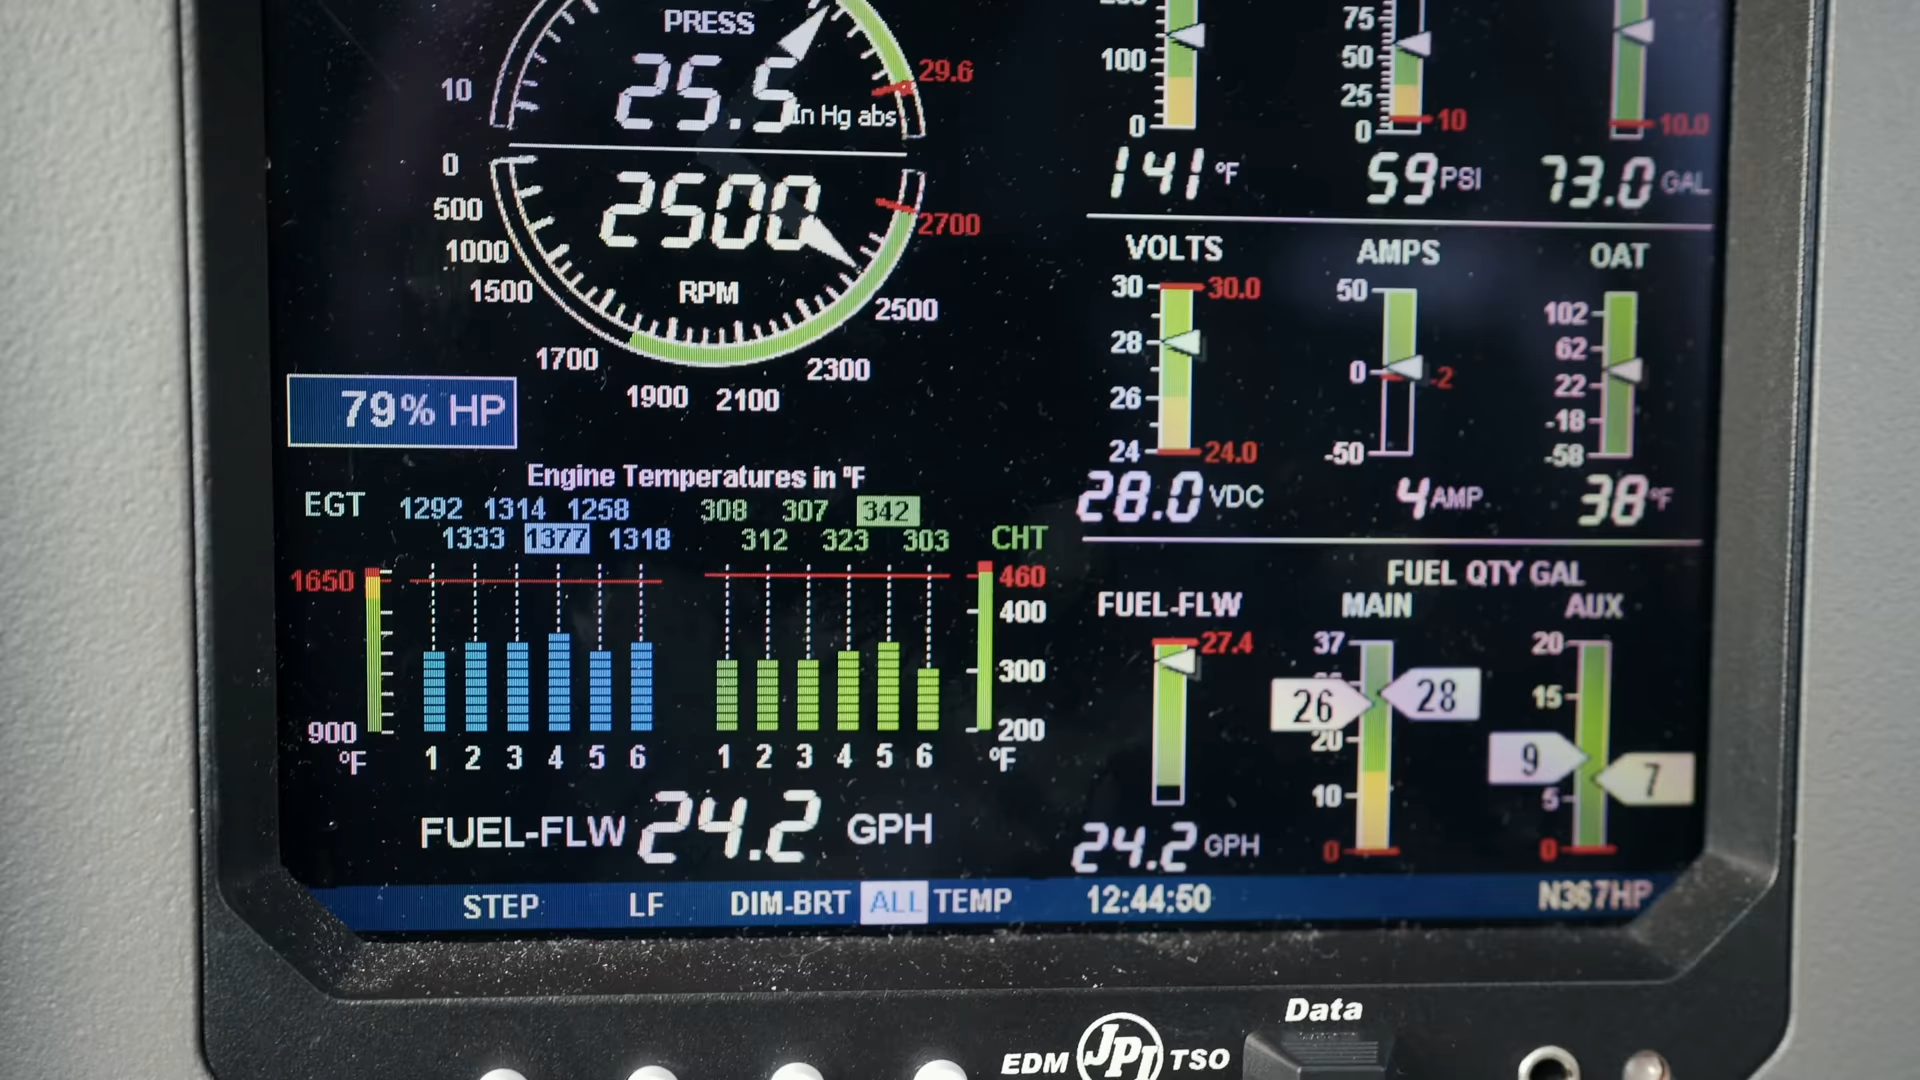 PRESS
10
25.5 In Hg abs
29.6
0
500
1000
1500
1700
1900
2100
2300
2500
2700
2500
RPM
79% HP
Engine Temperatures in ºF
EGT 1292 1314 1258 308 307 342
1333 1377 1318 312 323 303 CHT
1650
900
ºF
1 2 3 4 5 6
1 2 3 4 5 6
460
400
300
200
ºF
FUEL-FLW 24.2 GPH
100
0
141 ºF
75
50
25
0
10
59 PSI
10.0
73.0 GAL
VOLTS AMPS OAT
30
28
26
24
30.0
24.0
28.0 VDC
50
0
-50
-2
4 AMP
102
62
22
-18
-58
38 ºF
FUEL QTY GAL
FUEL-FLW MAIN AUX
27.4
24.2 GPH
37
20
10
0
26
28
20
15
5
0
9
7
STEP LF DIM-BRT ALL TEMP 12:44:50 N367HP
Data
EDM JPI TSO